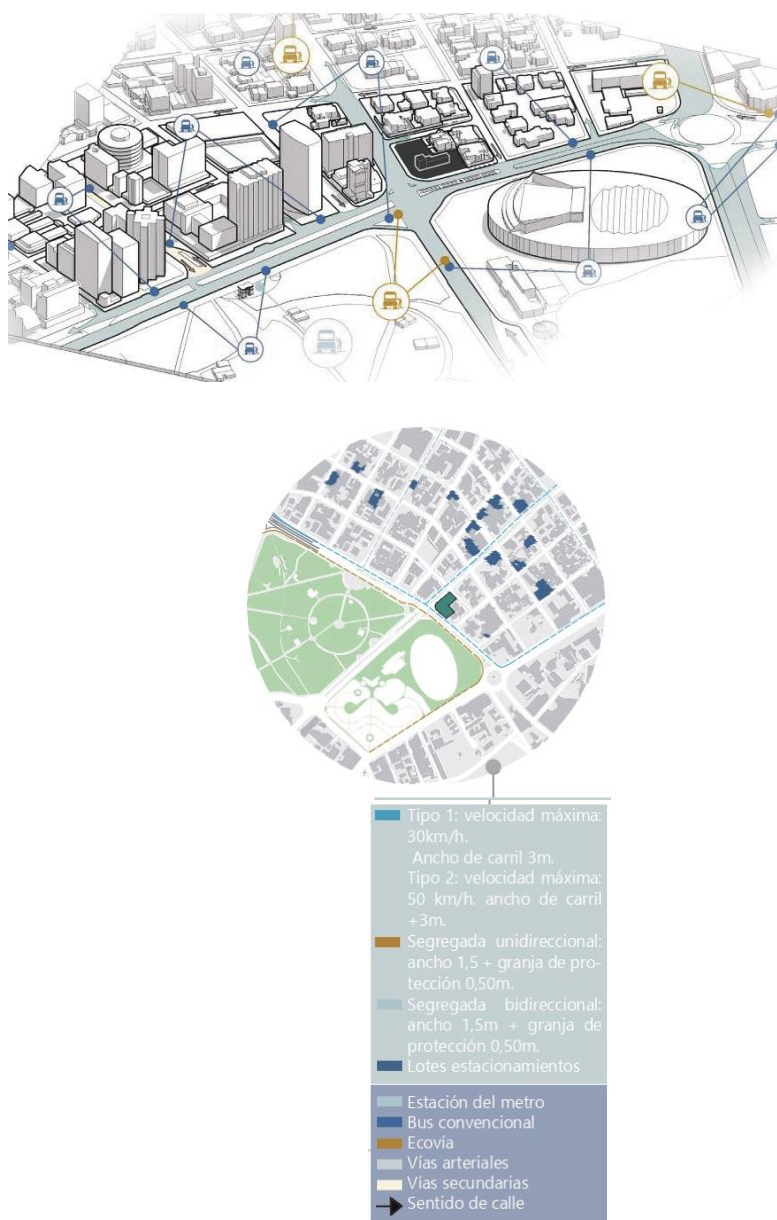 Tipo 1: velocidad máxima:
30km/h.
Ancho de carril 3m.
Tipo 2: velocidad máxima:
50 km/h. ancho de carril
+3m.
Segregada unidireccional:
ancho 1,5 + granja de pro-
tección 0,50m.
Segregada bidireccional:
ancho 1,5m + granja de
protección 0,50m.
Lotes estacionamientos
Estación del metro
Bus convencional
Ecovía
Vías arteriales
Vías secundarias
Sentido de calle